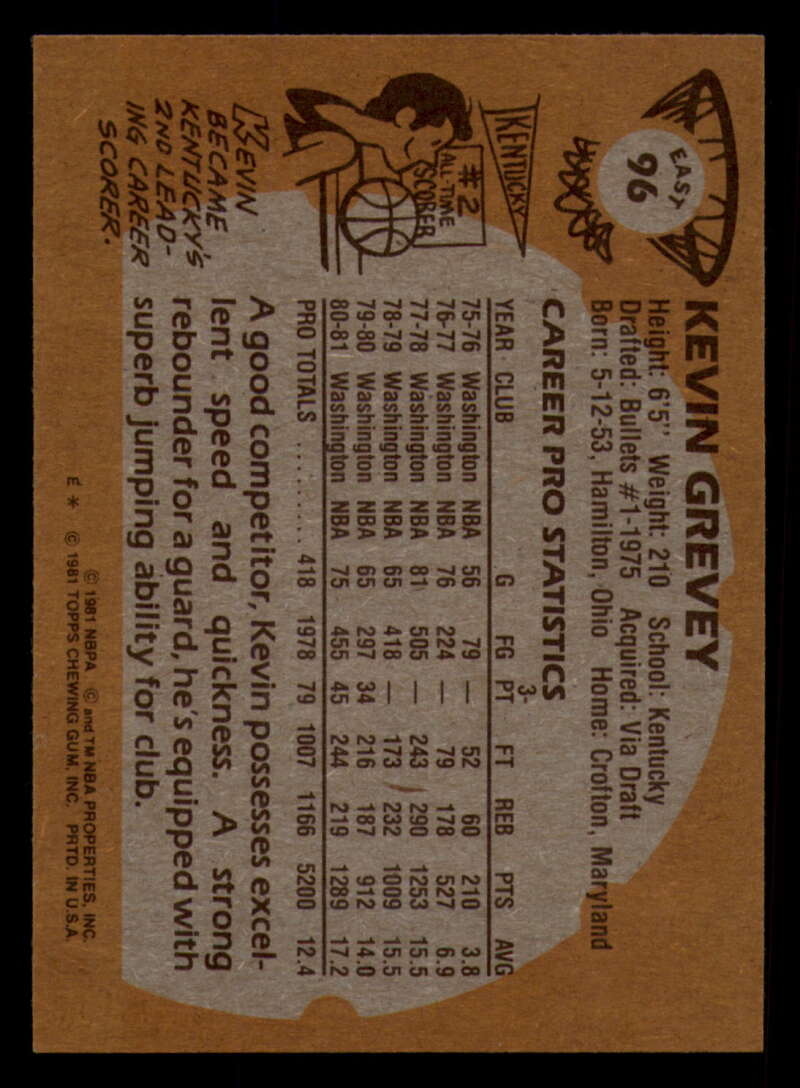 EAST
96
KEVIN GREVEY
Height: 6'5" Weight: 210 School: Kentucky
Drafted: Bullets #1-1975 Acquired: Via Draft
Born: 5-12-53, Hamilton, Ohio Home: Crofton, Maryland
CAREER PRO STATISTICS
YEAR CLUB G FG 3-PT FT REB PTS AVG
75-76 Washington NBA 56 79 — 52 60 210 3.8
76-77 Washington NBA 76 224 — 79 178 527 6.9
77-78 Washington NBA 81 505 — 243 290 1253 15.5
78-79 Washington NBA 65 418 — 173 232 1009 15.5
79-80 Washington NBA 65 297 34 216 187 912 14.0
80-81 Washington NBA 75 455 45 244 219 1289 17.2
PRO TOTALS .......... 418 1978 79 1007 1166 5200 12.4
A good competitor, Kevin possesses excel-
lent speed and quickness. A strong
rebounder for a guard, he's equipped with
superb jumping ability for club.
KENTUCKY
#2
ALL-TIME
SCORER
KEVIN
BECAME
KENTUCKY'S
2ND LEAD-
ING CAREER
SCORER.
© 1981 NBPA © and TM NBA PROPERTIES, INC.
E * © 1981 TOPPS CHEWING GUM, INC. PRTD. IN U.S.A.